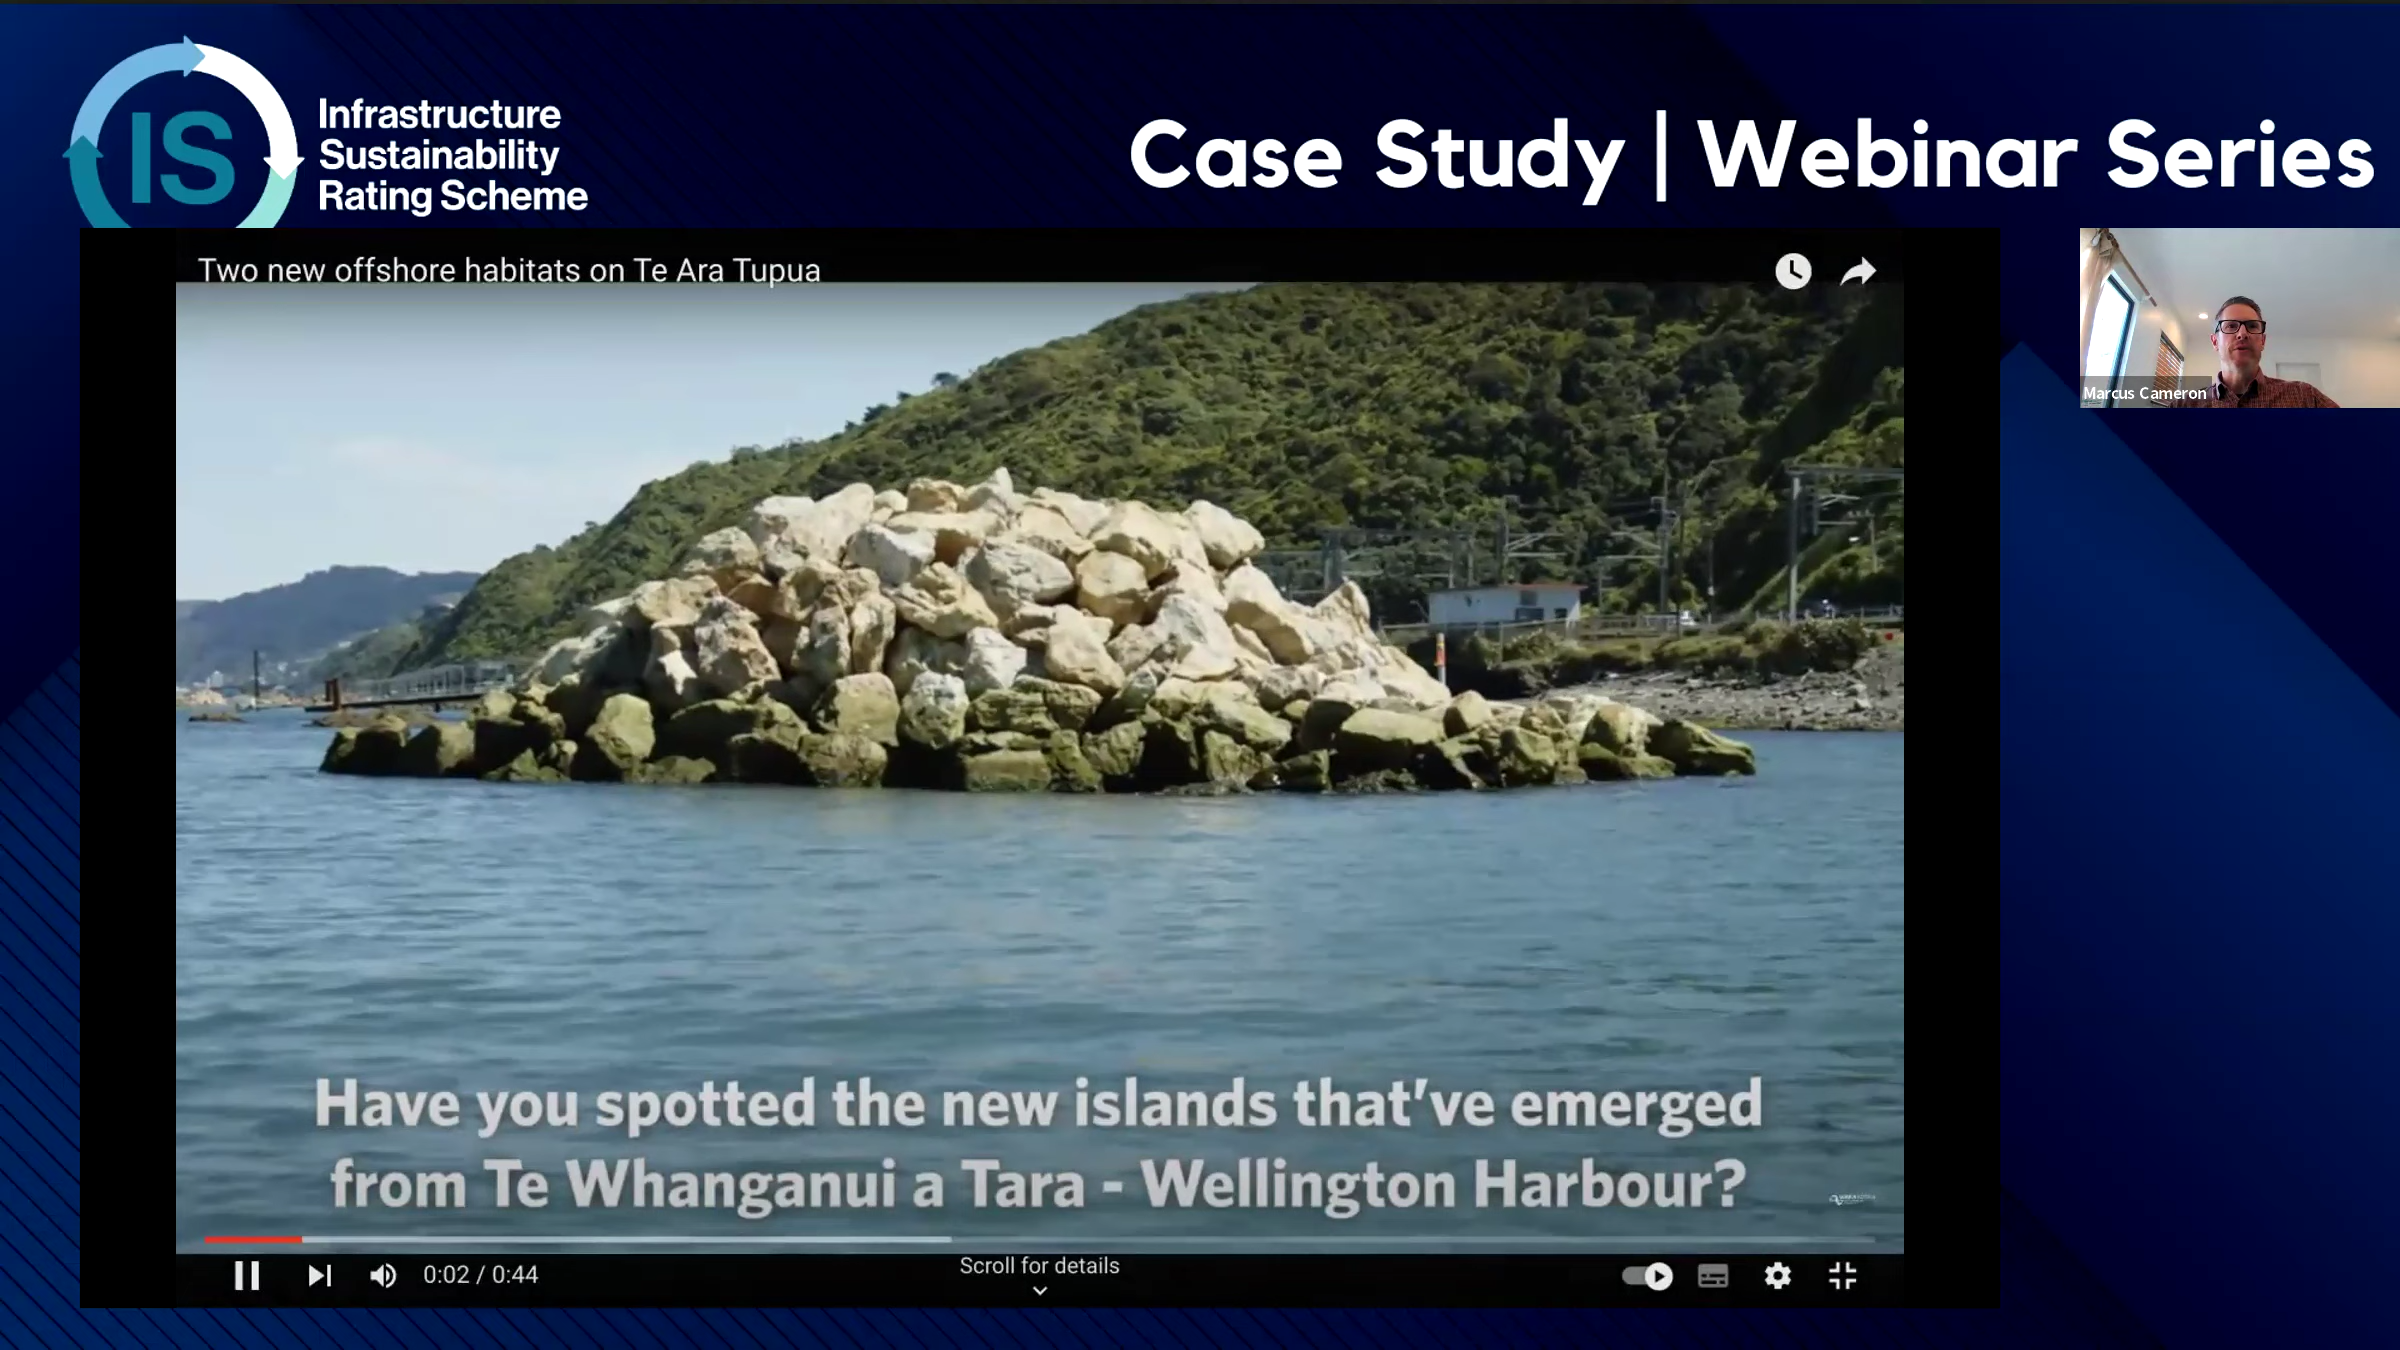 IS
Infrastructure
Sustainability
Rating Scheme
Case Study | Webinar Series
Two new offshore habitats on Te Ara Tupua
Marcus Cameron
Have you spotted the new islands that've emerged
from Te Whanganui a Tara - Wellington Harbour?
0:02 / 0:44
Scroll for details